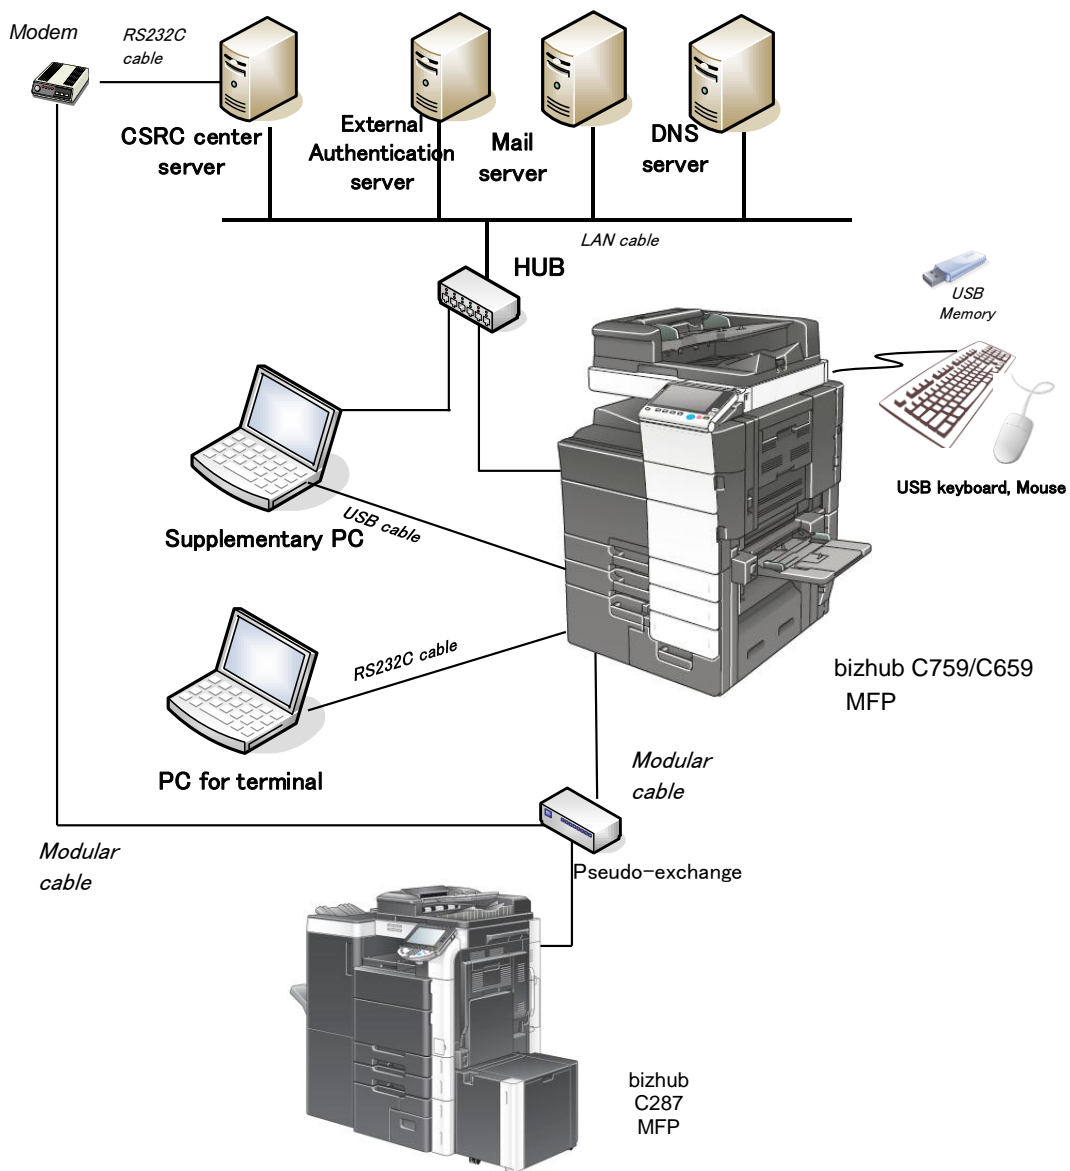 Modem
RS232C
cable
CSRC center
server
External
Authentication
server
Mail
server
DNS
server
LAN cable
HUB
USB
Memory
USB keyboard, Mouse
Supplementary PC
USB cable
RS232C cable
PC for terminal
bizhub C759/C659
MFP
Modular
cable
Modular
cable
Pseudo-exchange
bizhub
C287
MFP